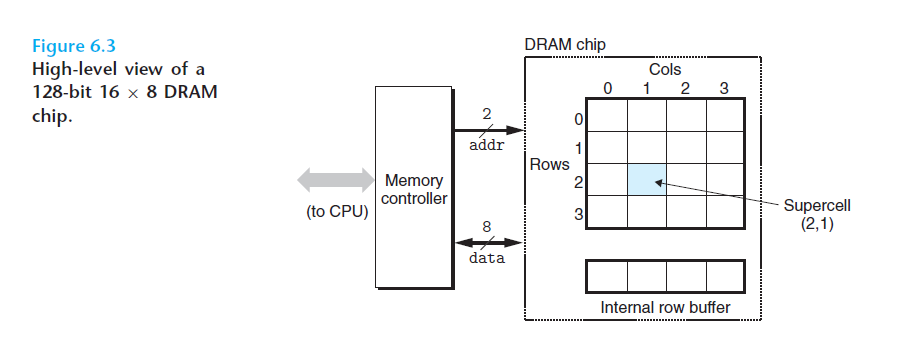 Figure 6.3
High-level view of a
128-bit 16 × 8 DRAM
chip.
DRAM chip
Cols
0 1 2 3
2
addr
0
1
Rows
2
3
Memory
controller
(to CPU)
Supercell
(2,1)
8
data
Internal row buffer